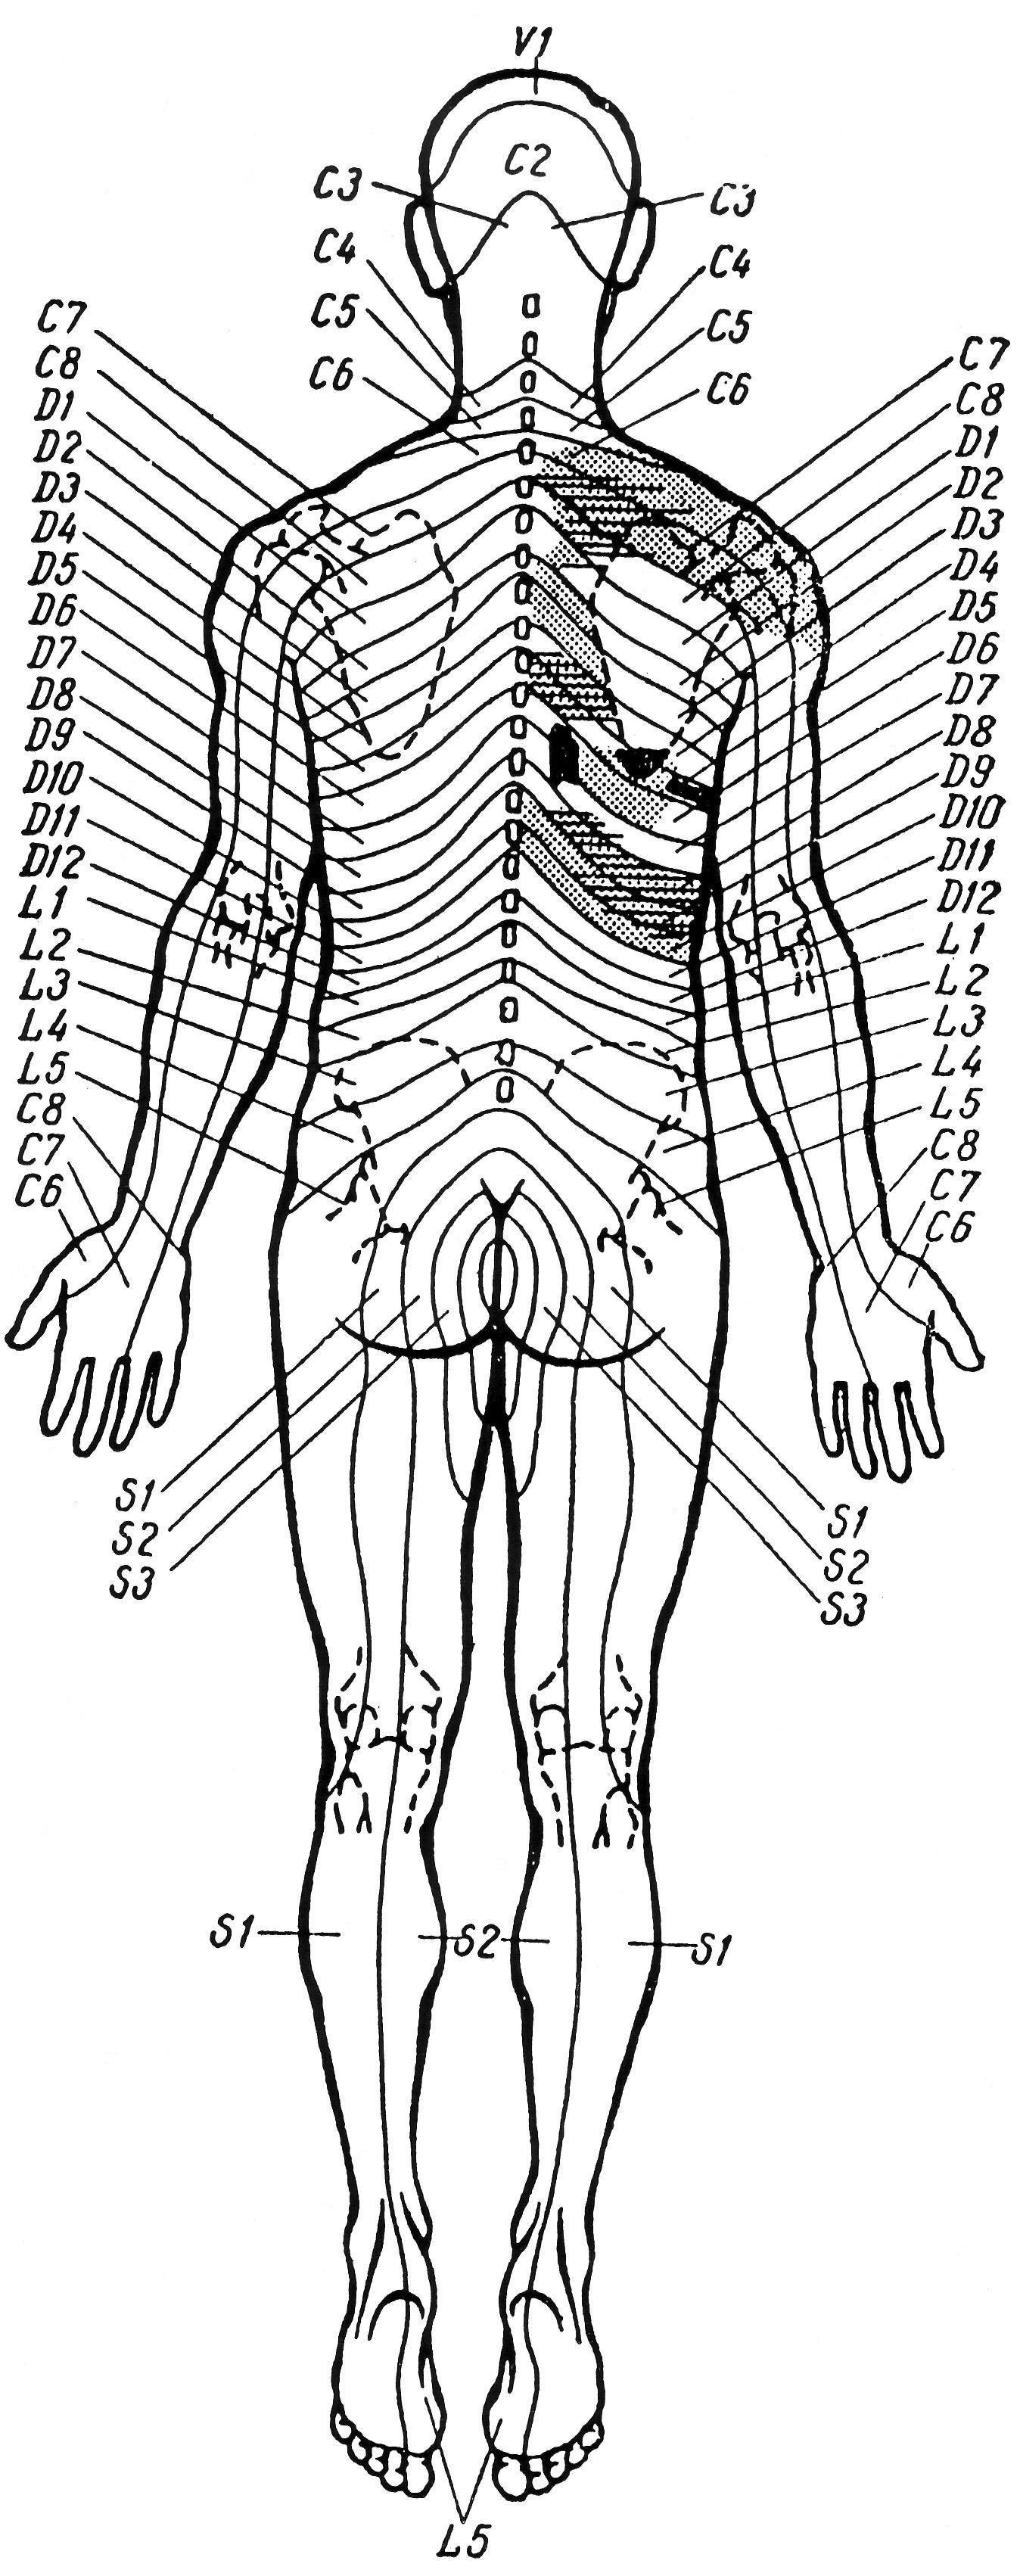 V1
C2
C3
C3
C4
C4
C5
C5
C6
C6
C7
C8
D1
D2
D3
D4
D5
D6
D7
D8
D9
D10
D11
D12
L1
L2
L3
L4
L5
C8
C7
C6
C7
C8
D1
D2
D3
D4
D5
D6
D7
D8
D9
D10
D11
D12
L1
L2
L3
L4
L5
C8
C7
C6
S1
S2
S3
S1
S2
S3
S1
S2
S1
L5